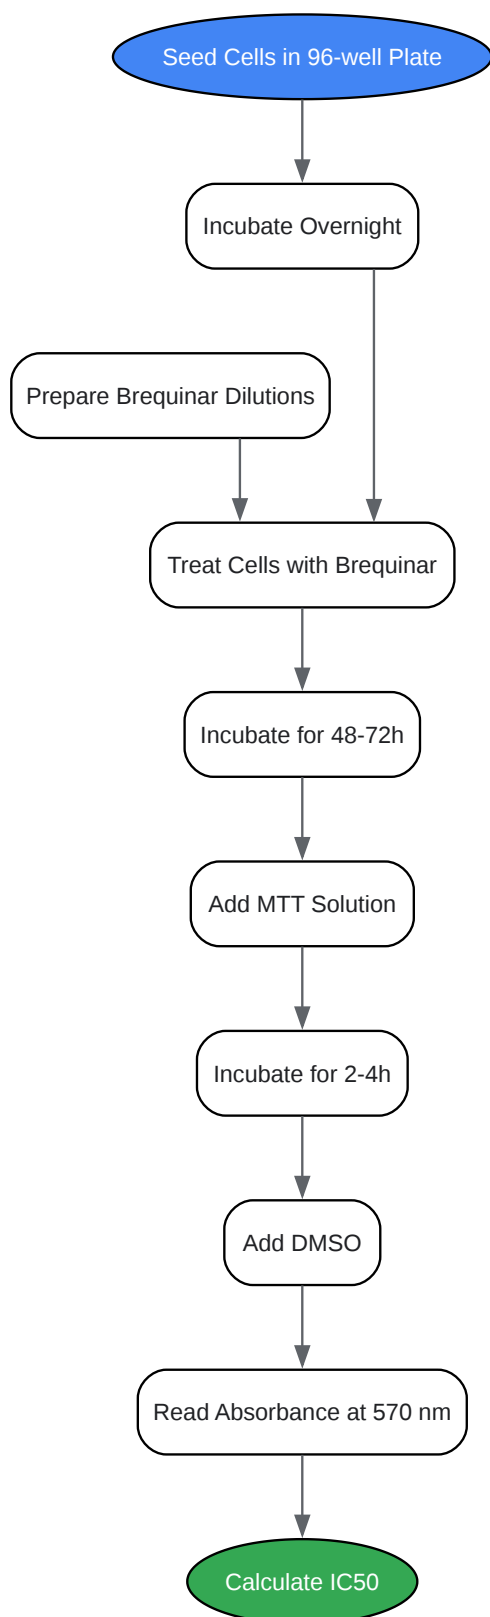 Seed Cells in 96-well Plate
Incubate Overnight
Prepare Brequinar Dilutions
Treat Cells with Brequinar
Incubate for 48-72h
Add MTT Solution
Incubate for 2-4h
Add DMSO
Read Absorbance at 570 nm
Calculate IC50